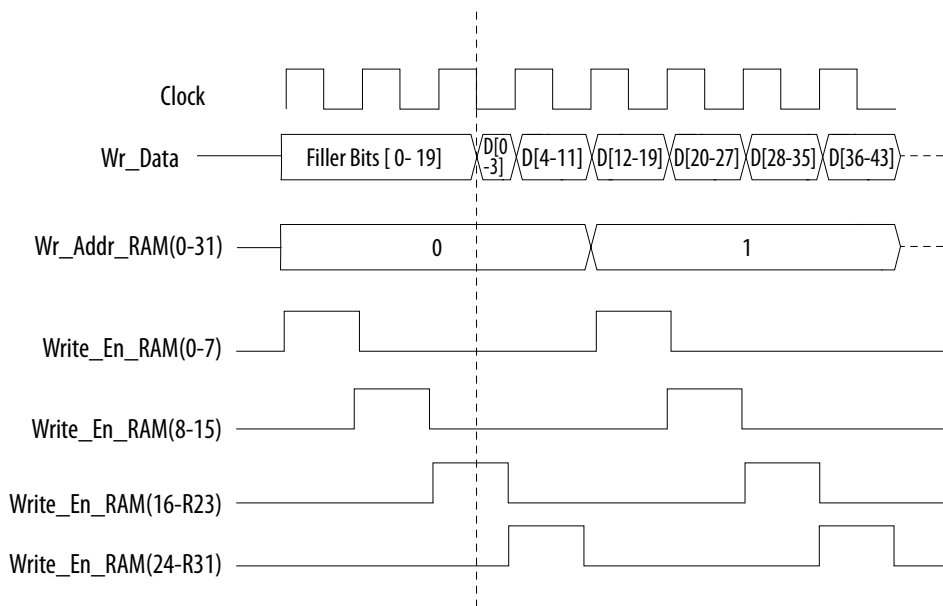 Clock
Wr_Data
Filler Bits [ 0- 19]
D[0
-3]
D[4-11]
D[12-19]
D[20-27]
D[28-35]
D[36-43]
Wr_Addr_RAM(0-31)
0
1
Write_En_RAM(0-7)
Write_En_RAM(8-15)
Write_En_RAM(16-R23)
Write_En_RAM(24-R31)